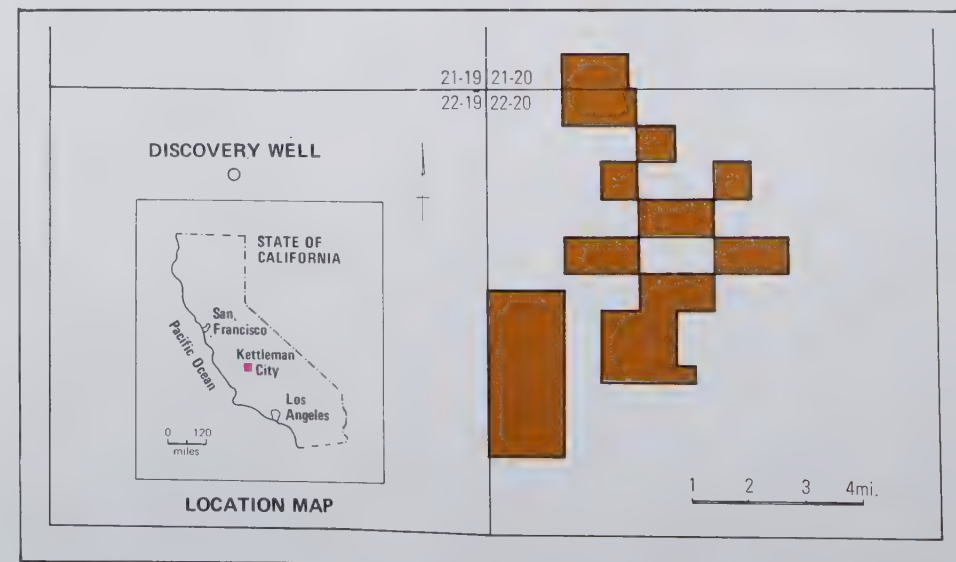 21-19 21-20
22-19 22-20
DISCOVERY WELL
STATE OF
CALIFORNIA
San
Francisco
Pacific Ocean
Kettleman
City
Los
Angeles
0 120
miles
LOCATION MAP
1 2 3 4mi.